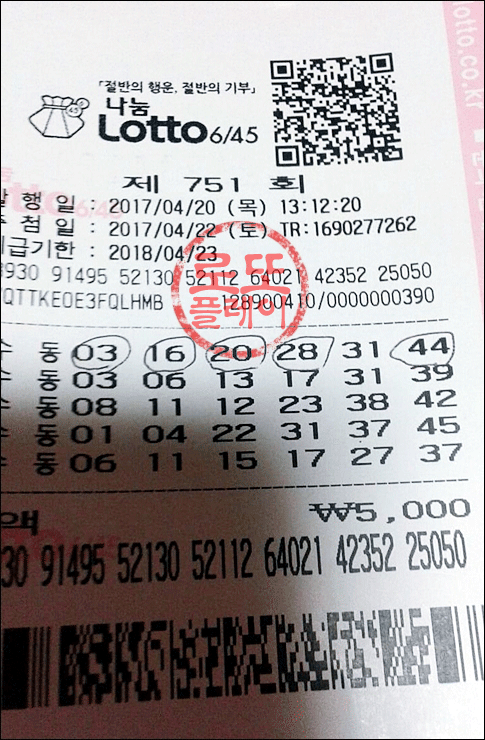 「절반의 행운, 절반의 기부」
나눔
Lotto 6/45
제 751 회
발 행 일 : 2017/04/20 (목) 13:12:20
추 첨 일 : 2017/04/22 (토) TR:1690277262
지급기한 : 2018/04/23
91495 52130 52112 64021 42352 25050
QTTKEOE3FQLHMB 128900410/0000000390
로또
플레이
수 동 03 16 20 28 31 44
수 동 03 06 13 17 31 39
수 동 08 11 12 23 38 42
수 동 01 04 22 31 37 45
수 동 06 11 15 17 27 37
액 ₩5,000
30 91495 52130 52112 64021 42352 25050
lotto.co.kr